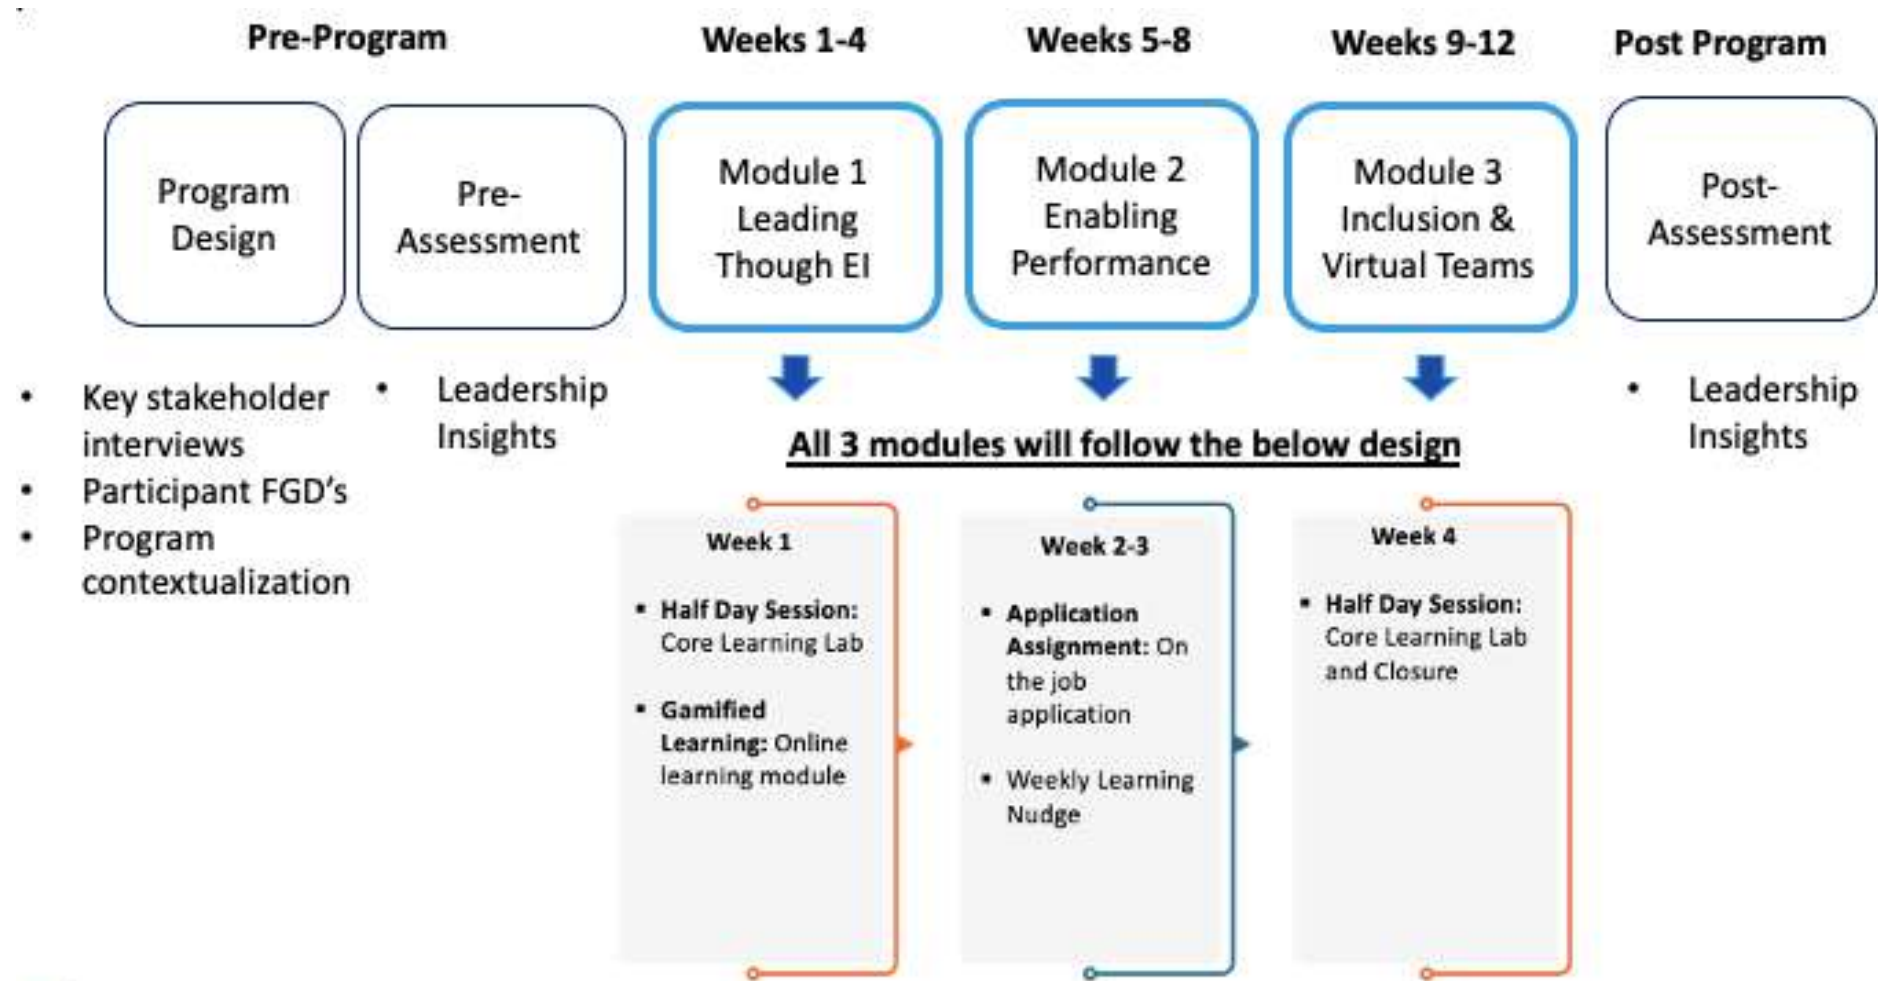 Pre-Program
Weeks 1-4
Weeks 5-8
Weeks 9-12
Post Program
Program
Design
Pre-
Assessment
Module 1
Leading
Though EI
Module 2
Enabling
Performance
Module 3
Inclusion &
Virtual Teams
Post-
Assessment
• Key stakeholder
interviews
• Participant FGD's
• Program
contextualization
• Leadership
Insights
• Leadership
Insights
All 3 modules will follow the below design
Week 1
▪ Half Day Session:
Core Learning Lab
▪ Gamified
Learning: Online
learning module
Week 2-3
▪ Application
Assignment: On
the job
application
▪ Weekly Learning
Nudge
Week 4
▪ Half Day Session:
Core Learning Lab
and Closure